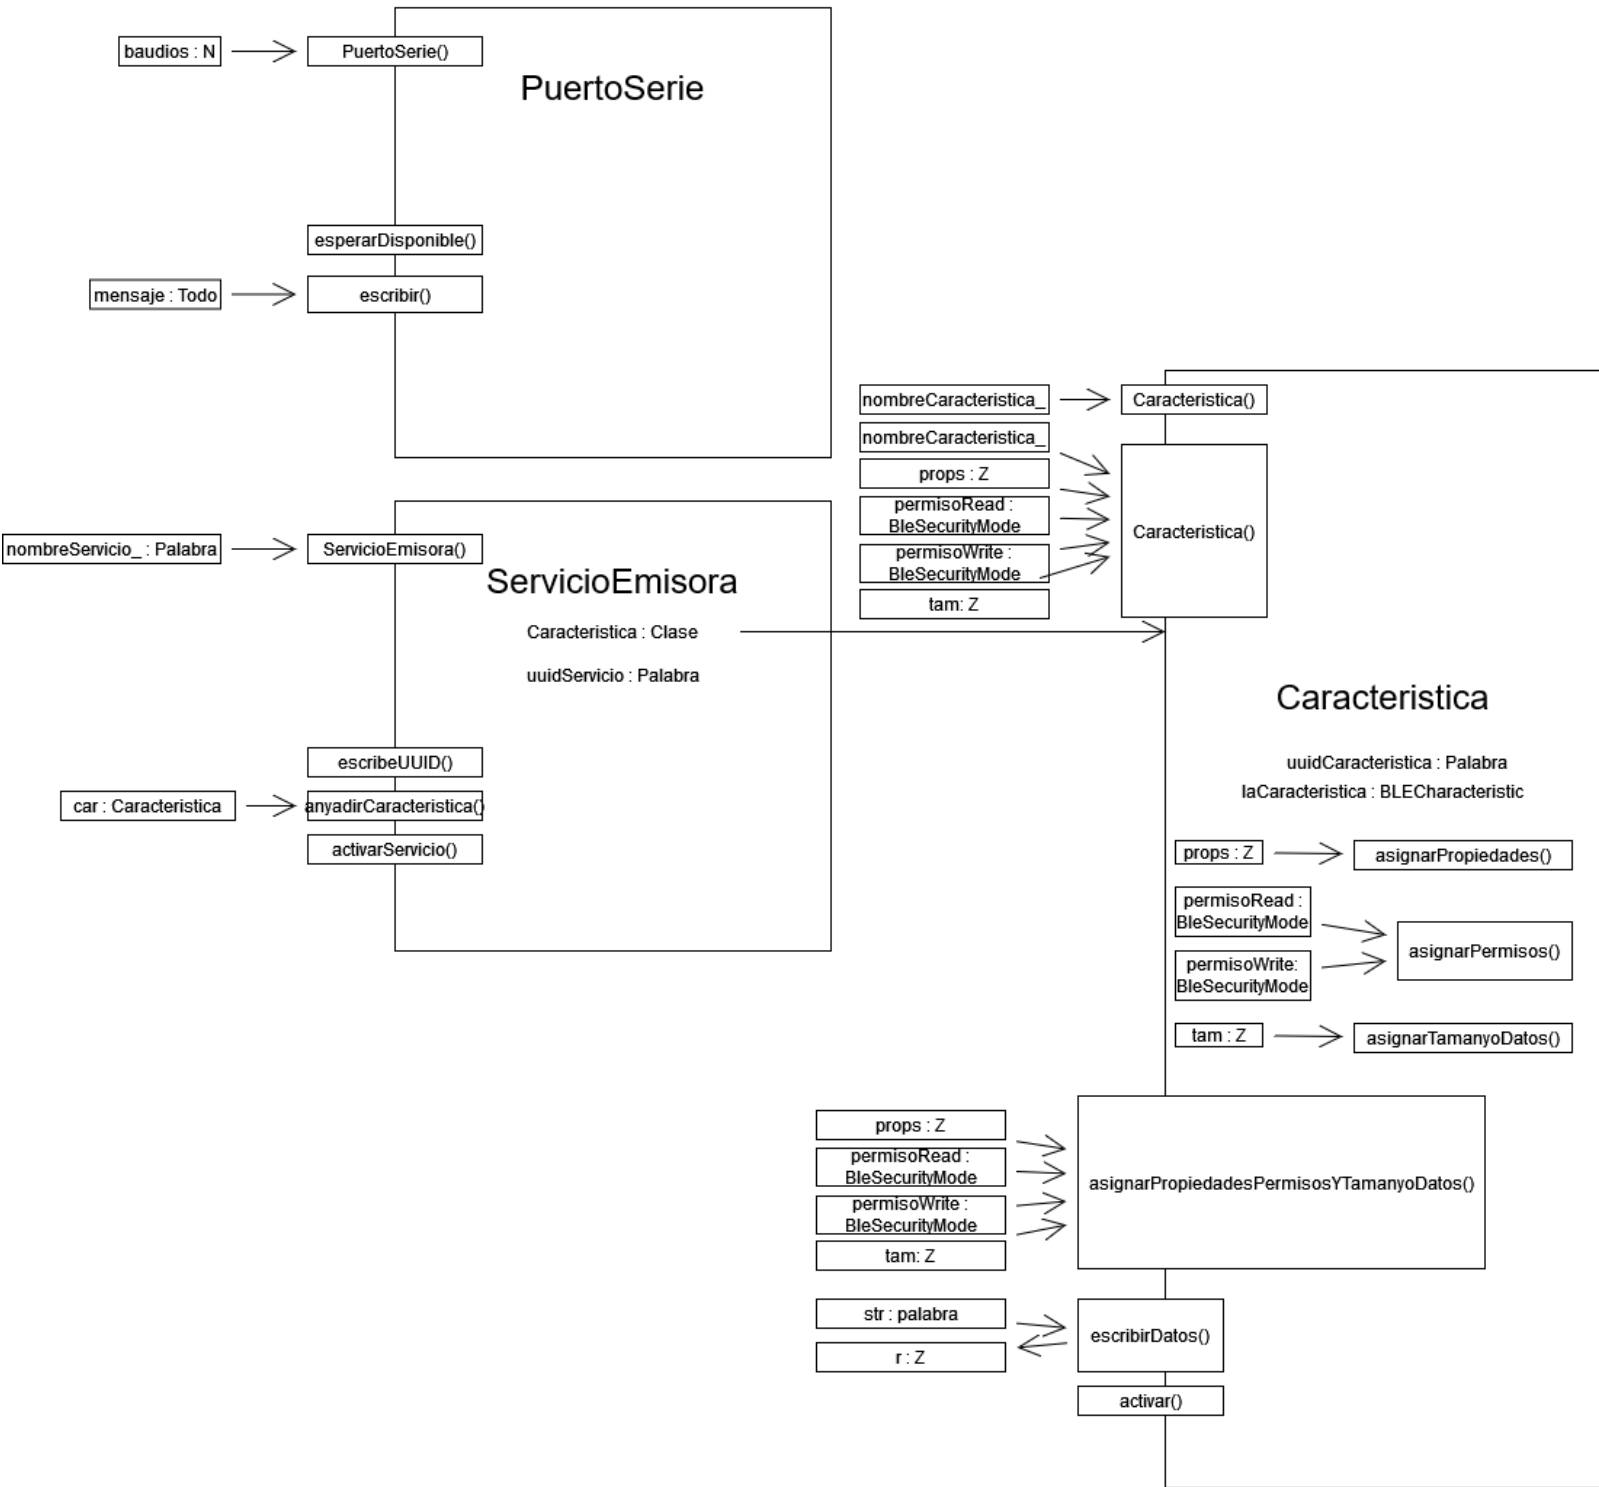 baudios : N
PuertoSerie()
PuertoSerie
esperarDisponible()
mensaje : Todo
escribir()
nombreCaracteristica_
Caracteristica()
nombreCaracteristica_
props : Z
permisoRead :
BleSecurityMode
permisoWrite :
BleSecurityMode
tam: Z
Caracteristica()
nombreServicio_ : Palabra
ServicioEmisora()
ServicioEmisora
Caracteristica : Clase
uuidServicio : Palabra
escribeUUID()
car : Caracteristica
anyadirCaracteristica()
activarServicio()
Caracteristica
uuidCaracteristica : Palabra
laCaracteristica : BLECharacteristic
props : Z
asignarPropiedades()
permisoRead :
BleSecurityMode
permisoWrite:
BleSecurityMode
asignarPermisos()
tam : Z
asignarTamanyoDatos()
props : Z
permisoRead :
BleSecurityMode
permisoWrite :
BleSecurityMode
tam: Z
asignarPropiedadesPermisosYTamanyoDatos()
str : palabra
r : Z
escribirDatos()
activar()